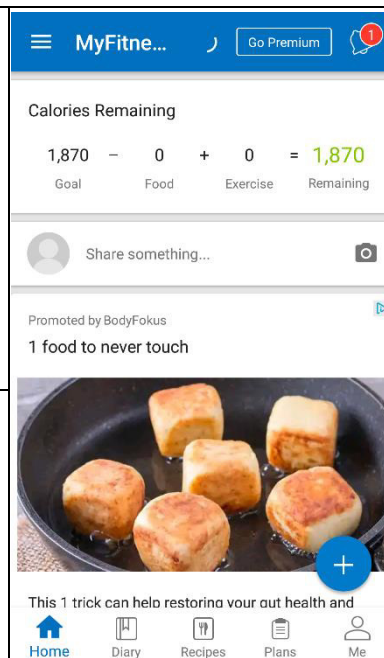 MyFitne...
Go Premium
1
Calories Remaining
1,870 – 0 + 0 = 1,870
Goal Food Exercise Remaining
Share something...
Promoted by BodyFokus
1 food to never touch
This 1 trick can help restoring your gut health and
Home Diary Recipes Plans Me